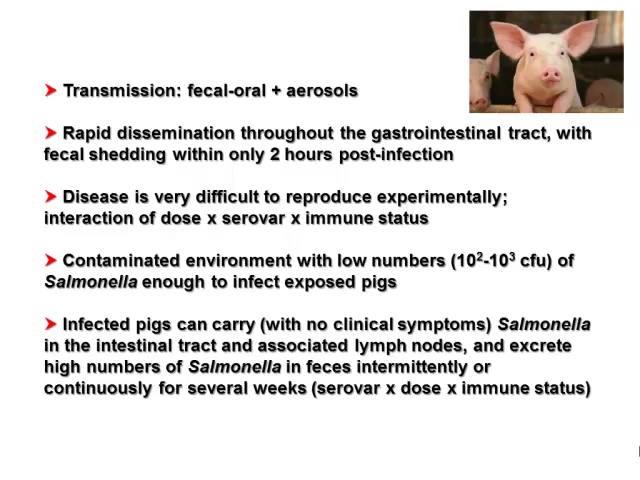 ➤ Transmission: fecal-oral + aerosols
➤ Rapid dissemination throughout the gastrointestinal tract, with
fecal shedding within only 2 hours post-infection
➤ Disease is very difficult to reproduce experimentally;
interaction of dose x serovar x immune status
➤ Contaminated environment with low numbers (10²-10³ cfu) of
Salmonella enough to infect exposed pigs
➤ Infected pigs can carry (with no clinical symptoms) Salmonella
in the intestinal tract and associated lymph nodes, and excrete
high numbers of Salmonella in feces intermittently or
continuously for several weeks (serovar x dose x immune status)